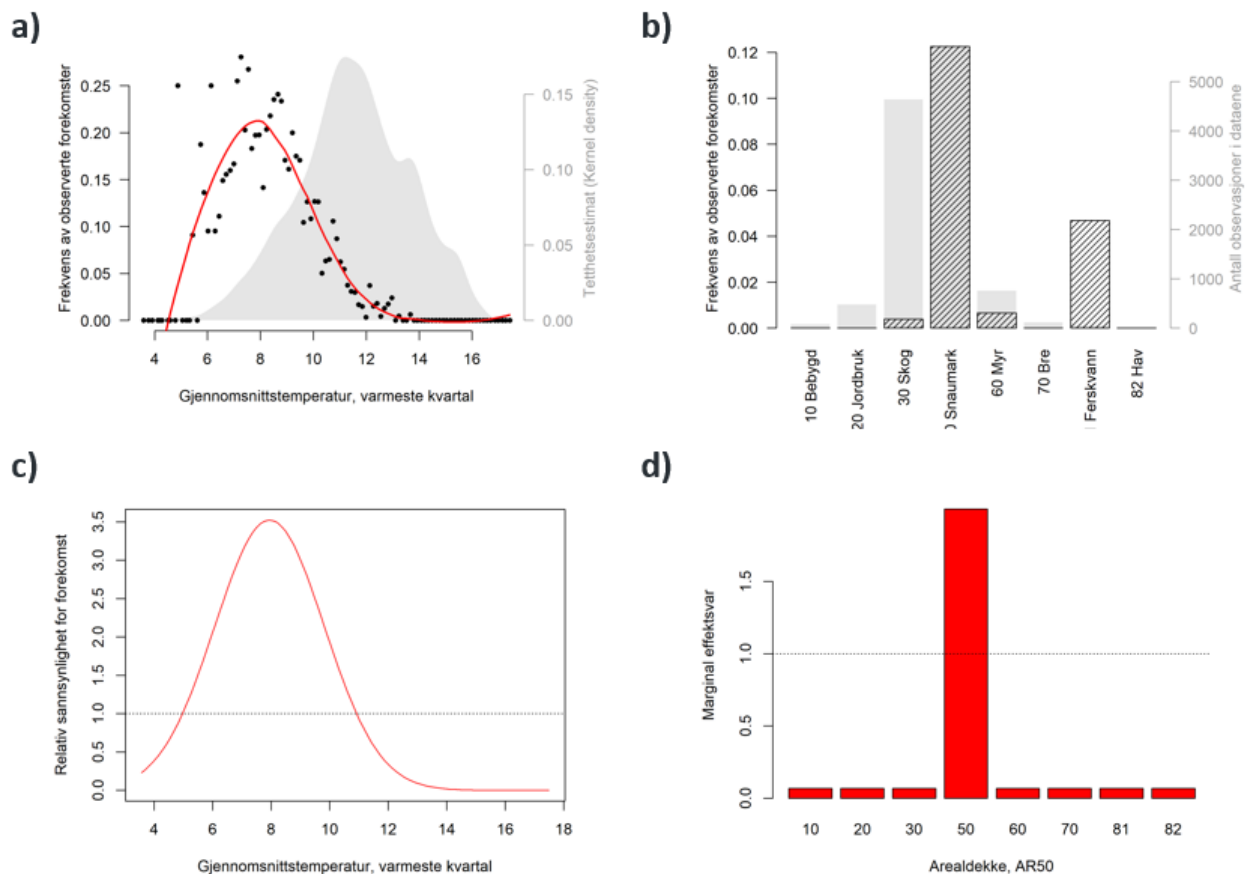 a)
Frekvens av observerte forekomster
0.00 0.05 0.10 0.15 0.20 0.25
4 6 8 10 12 14 16
Gjennomsnittstemperatur, varmeste kvartal
0.00 0.05 0.10 0.15
Tetthetsestimat (Kernel density)
b)
Frekvens av observerte forekomster
0.00 0.02 0.04 0.06 0.08 0.10 0.12
10 Bebygd
20 Jordbruk
30 Skog
0 Snaumark
60 Myr
70 Bre
Ferskvann
82 Hav
0 1000 2000 3000 4000 5000
Antall observasjoner i dataene
c)
Relativ sannsynlighet for forekomst
0.0 0.5 1.0 1.5 2.0 2.5 3.0 3.5
4 6 8 10 12 14 16 18
Gjennomsnittstemperatur, varmeste kvartal
d)
Marginal effektsvar
0.0 0.5 1.0 1.5
10 20 30 50 60 70 81 82
Arealdekke, AR50